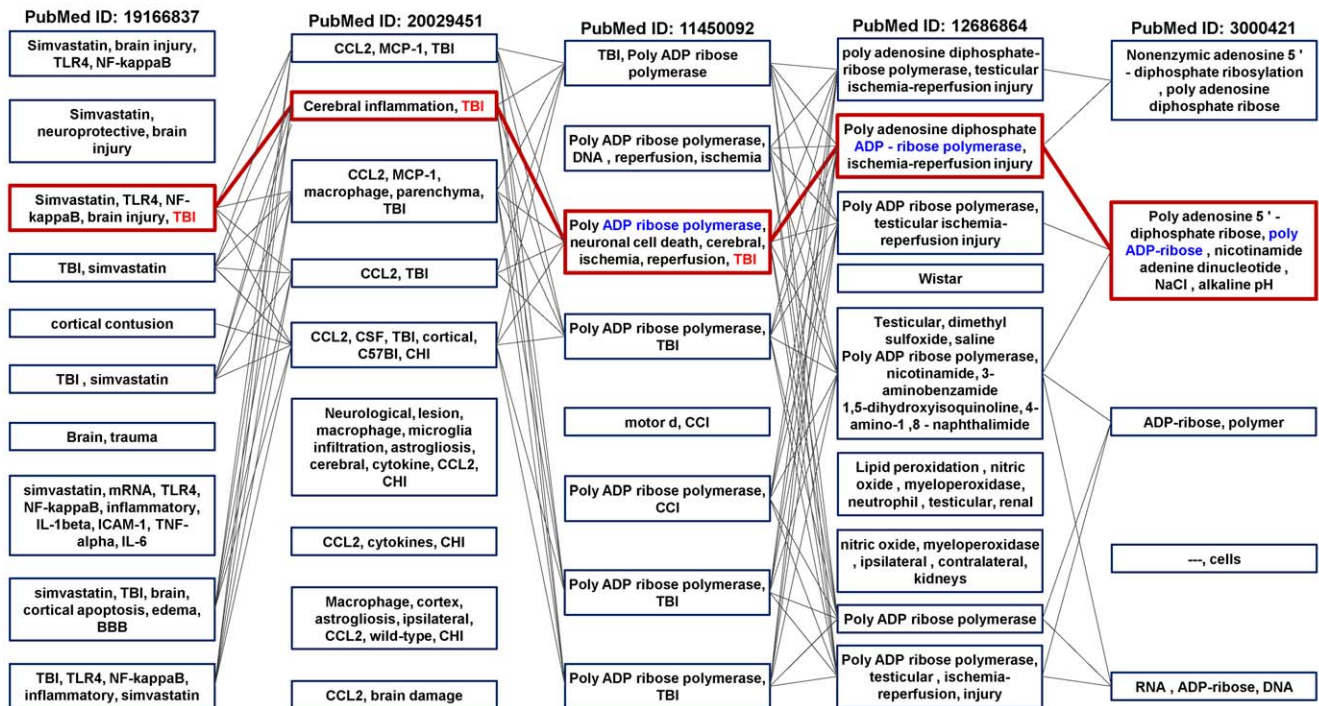 PubMed ID: 19166837
Simvastatin, brain injury,
TLR4, NF-kappaB
Simvastatin,
neuroprotective, brain
injury
Simvastatin, TLR4, NF-
kappaB, brain injury, TBI
TBI, simvastatin
cortical contusion
TBI , simvastatin
Brain, trauma
simvastatin, mRNA, TLR4,
NF-kappaB, inflammatory,
IL-1beta, ICAM-1, TNF-
alpha, IL-6
simvastatin, TBI, brain,
cortical apoptosis, edema,
BBB
TBI, TLR4, NF-kappaB,
inflammatory, simvastatin
PubMed ID: 20029451
CCL2, MCP-1, TBI
Cerebral inflammation, TBI
CCL2, MCP-1,
macrophage, parenchyma,
TBI
CCL2, TBI
CCL2, CSF, TBI, cortical,
C57Bl, CHI
Neurological, lesion,
macrophage, microglia
infiltration, astrogliosis,
cerebral, cytokine, CCL2,
CHI
CCL2, cytokines, CHI
Macrophage, cortex,
astrogliosis, ipsilateral,
CCL2, wild-type, CHI
CCL2, brain damage
PubMed ID: 11450092
TBI, Poly ADP ribose
polymerase
Poly ADP ribose polymerase,
DNA , reperfusion, ischemia
Poly ADP ribose polymerase,
neuronal cell death, cerebral,
ischemia, reperfusion, TBI
Poly ADP ribose polymerase,
TBI
motor d, CCI
Poly ADP ribose polymerase,
CCI
Poly ADP ribose polymerase,
TBI
Poly ADP ribose polymerase,
TBI
PubMed ID: 12686864
poly adenosine diphosphate-
ribose polymerase, testicular
ischemia-reperfusion injury
Poly adenosine diphosphate
ADP - ribose polymerase,
ischemia-reperfusion injury
Poly ADP ribose polymerase,
testicular ischemia-
reperfusion injury
Wistar
Testicular, dimethyl
sulfoxide, saline
Poly ADP ribose polymerase,
nicotinamide, 3-
aminobenzamide
1,5-dihydroxyisoquinoline, 4-
amino-1 ,8 - naphthalimide
Lipid peroxidation , nitric
oxide , myeloperoxidase,
neutrophil , testicular, renal
nitric oxide, myeloperoxidase
, ipsilateral , contralateral,
kidneys
Poly ADP ribose polymerase
Poly ADP ribose polymerase,
testicular , ischemia-
reperfusion, injury
PubMed ID: 3000421
Nonenzymic adenosine 5 '
- diphosphate ribosylation
, poly adenosine
diphosphate ribose
Poly adenosine 5 ' -
diphosphate ribose, poly
ADP-ribose , nicotinamide
adenine dinucleotide ,
NaCl , alkaline pH
ADP-ribose, polymer
---, cells
RNA , ADP-ribose, DNA